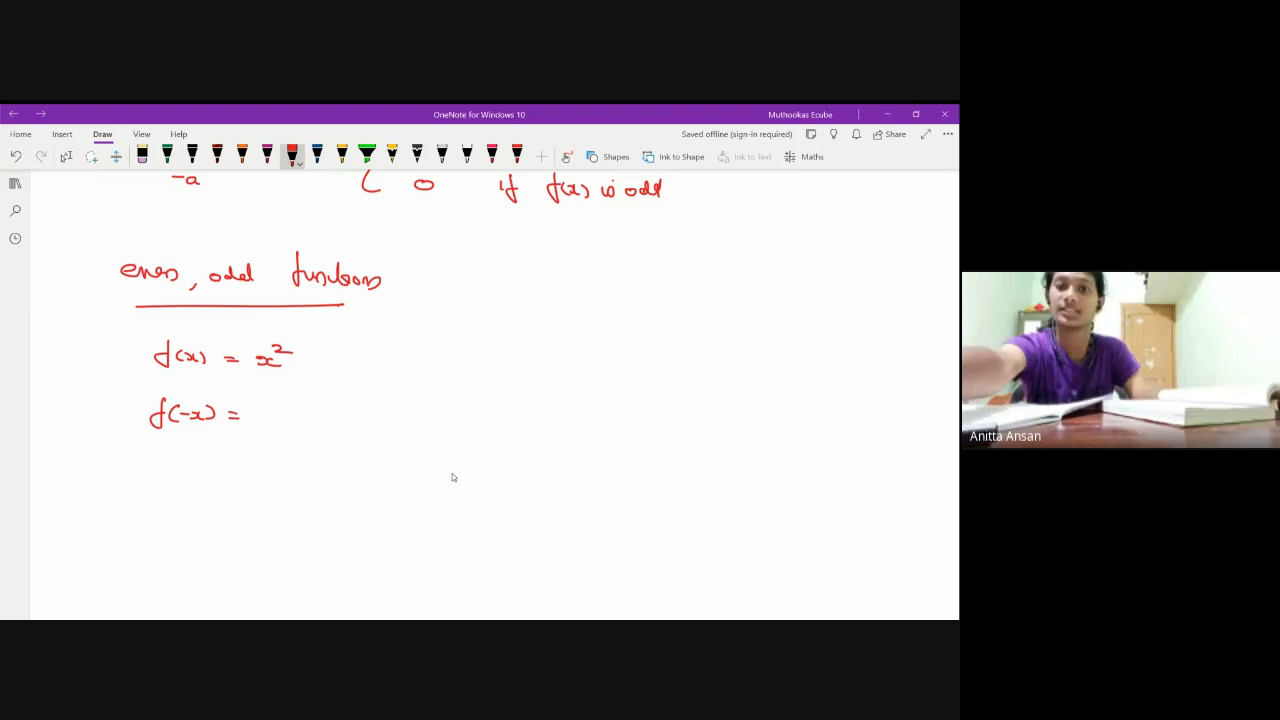 OneNote for Windows 10
Muthookas Ecube
Home Insert Draw View Help
Saved offline (sign-in required) Share
Shapes Ink to Shape Ink to Text Maths
-a 0 if f(x) is odd
even, odd functions
f(x) = x²
f(-x) =
Anitta Ansan